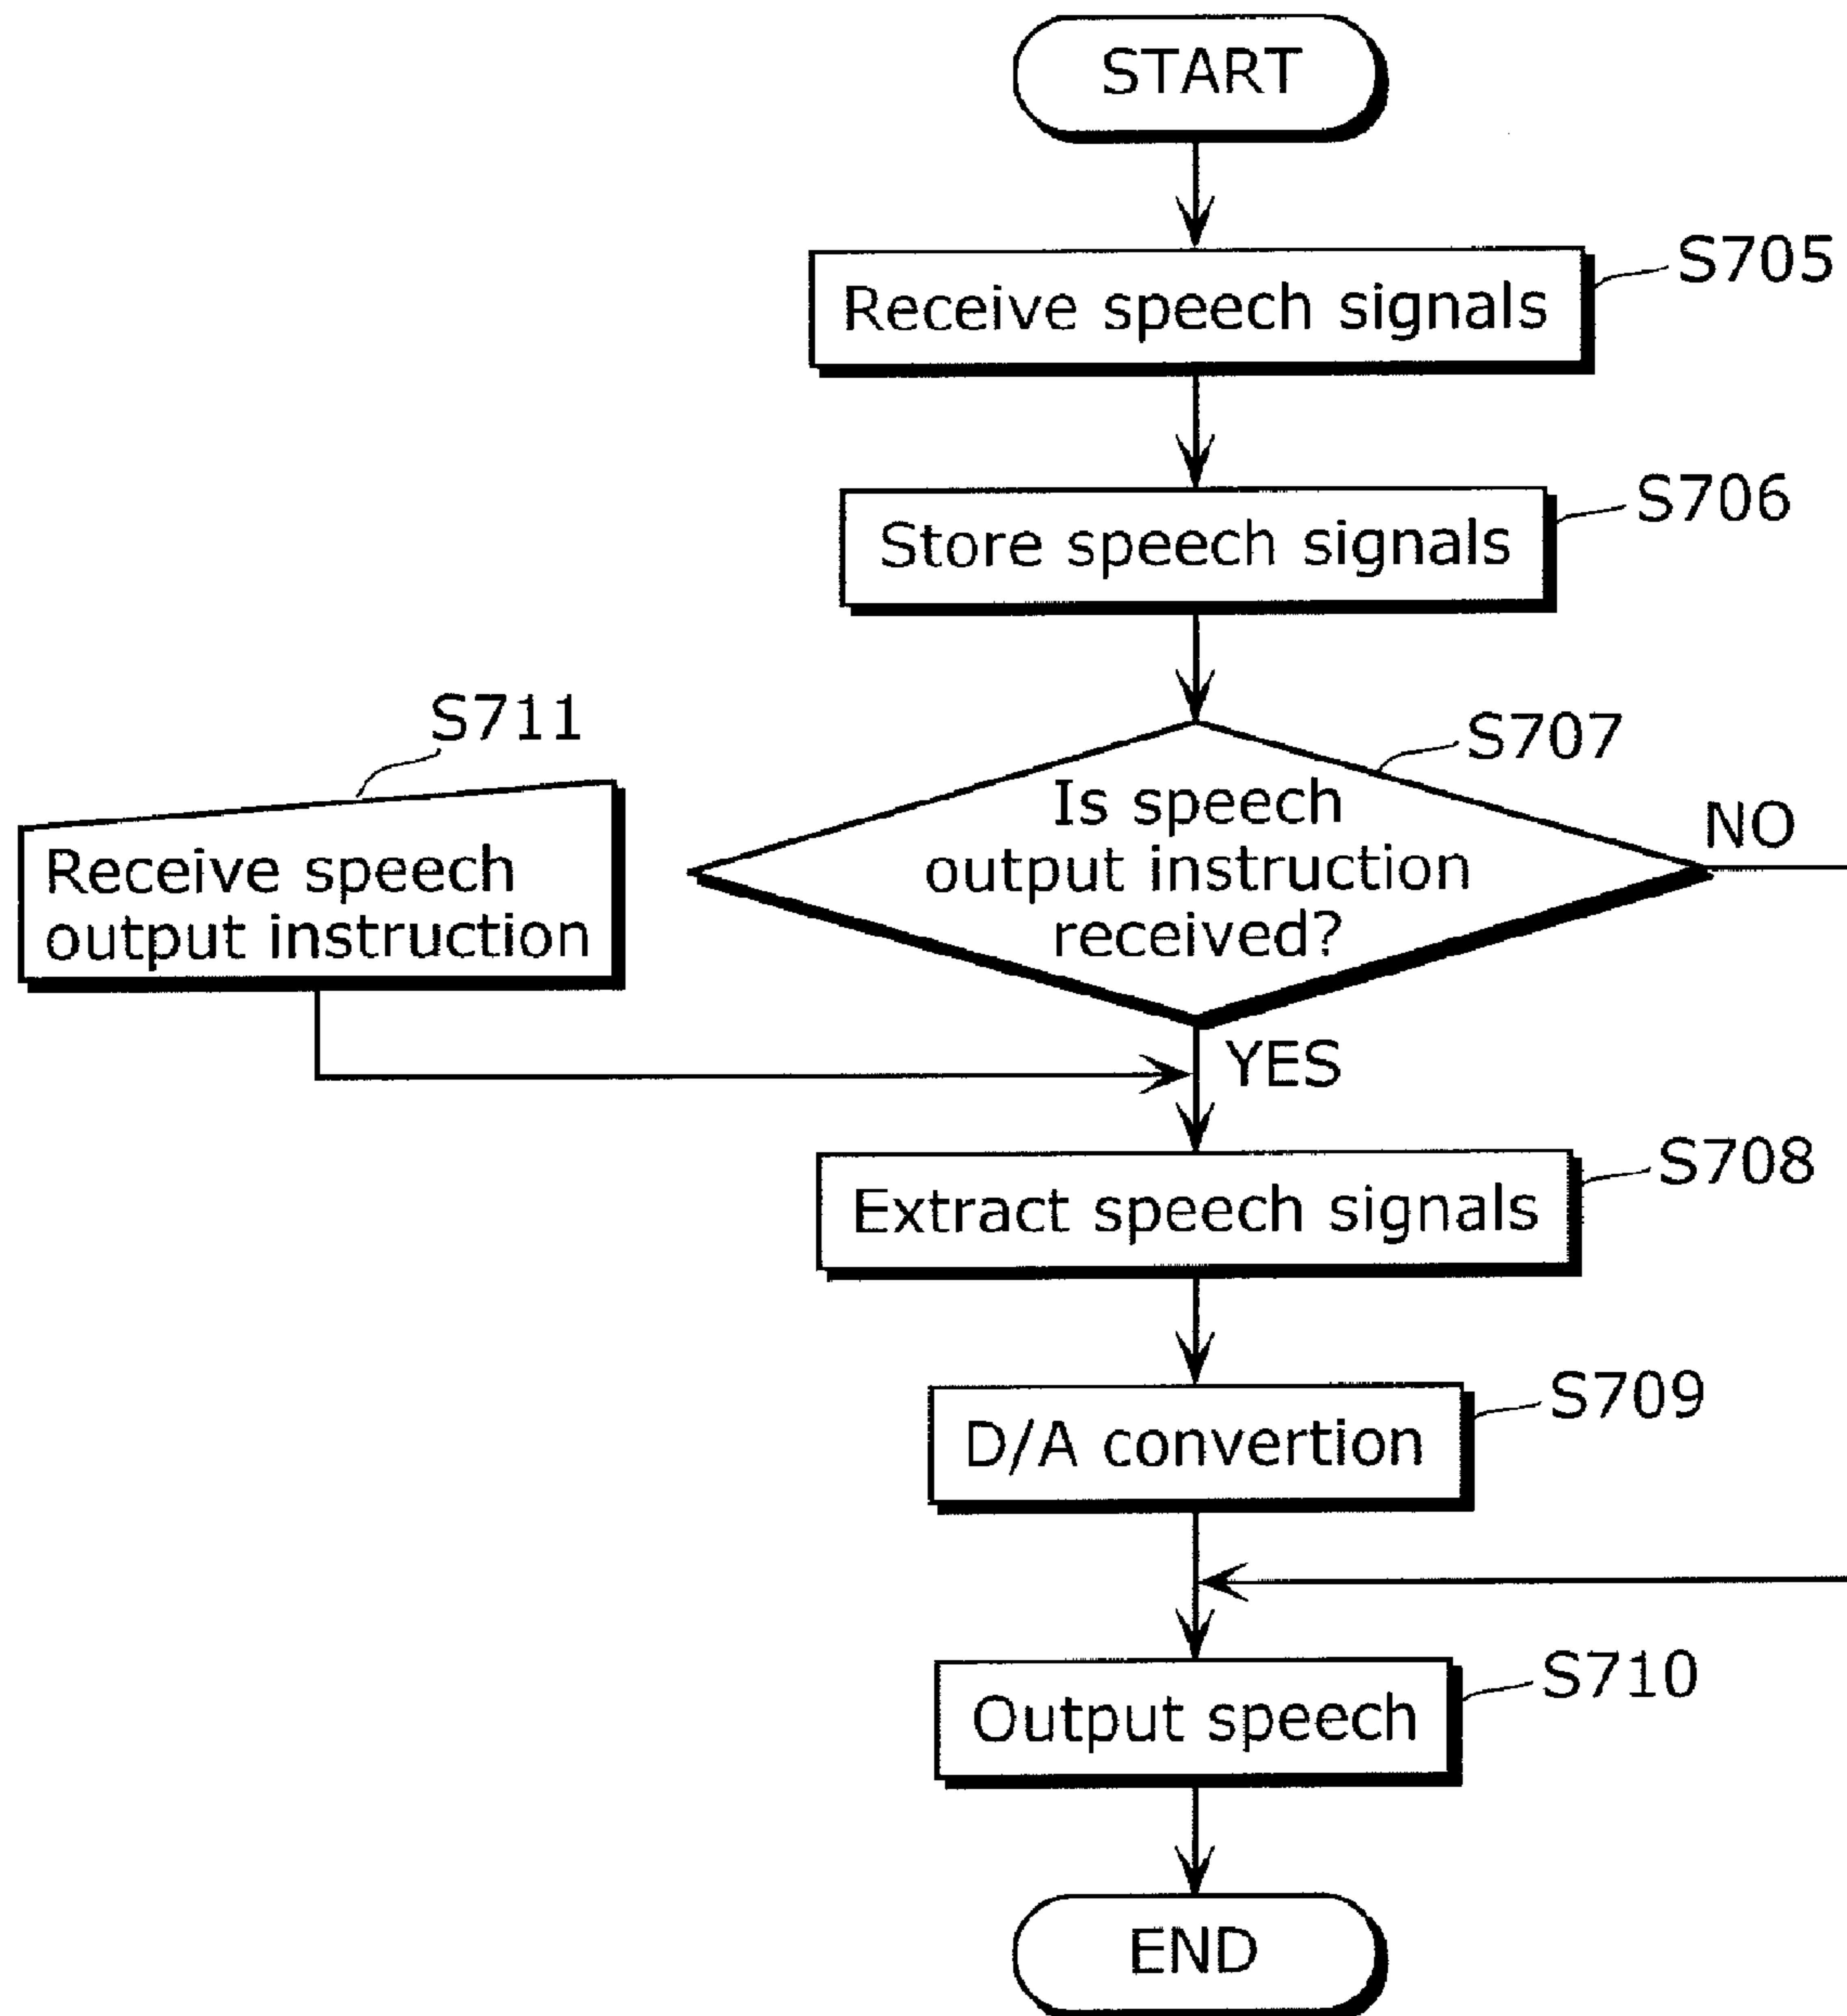 START
S705
Receive speech signals
S706
Store speech signals
S711
Receive speech
output instruction
S707
Is speech
output instruction
received?
NO
YES
S708
Extract speech signals
S709
D/A convertion
S710
Output speech
END